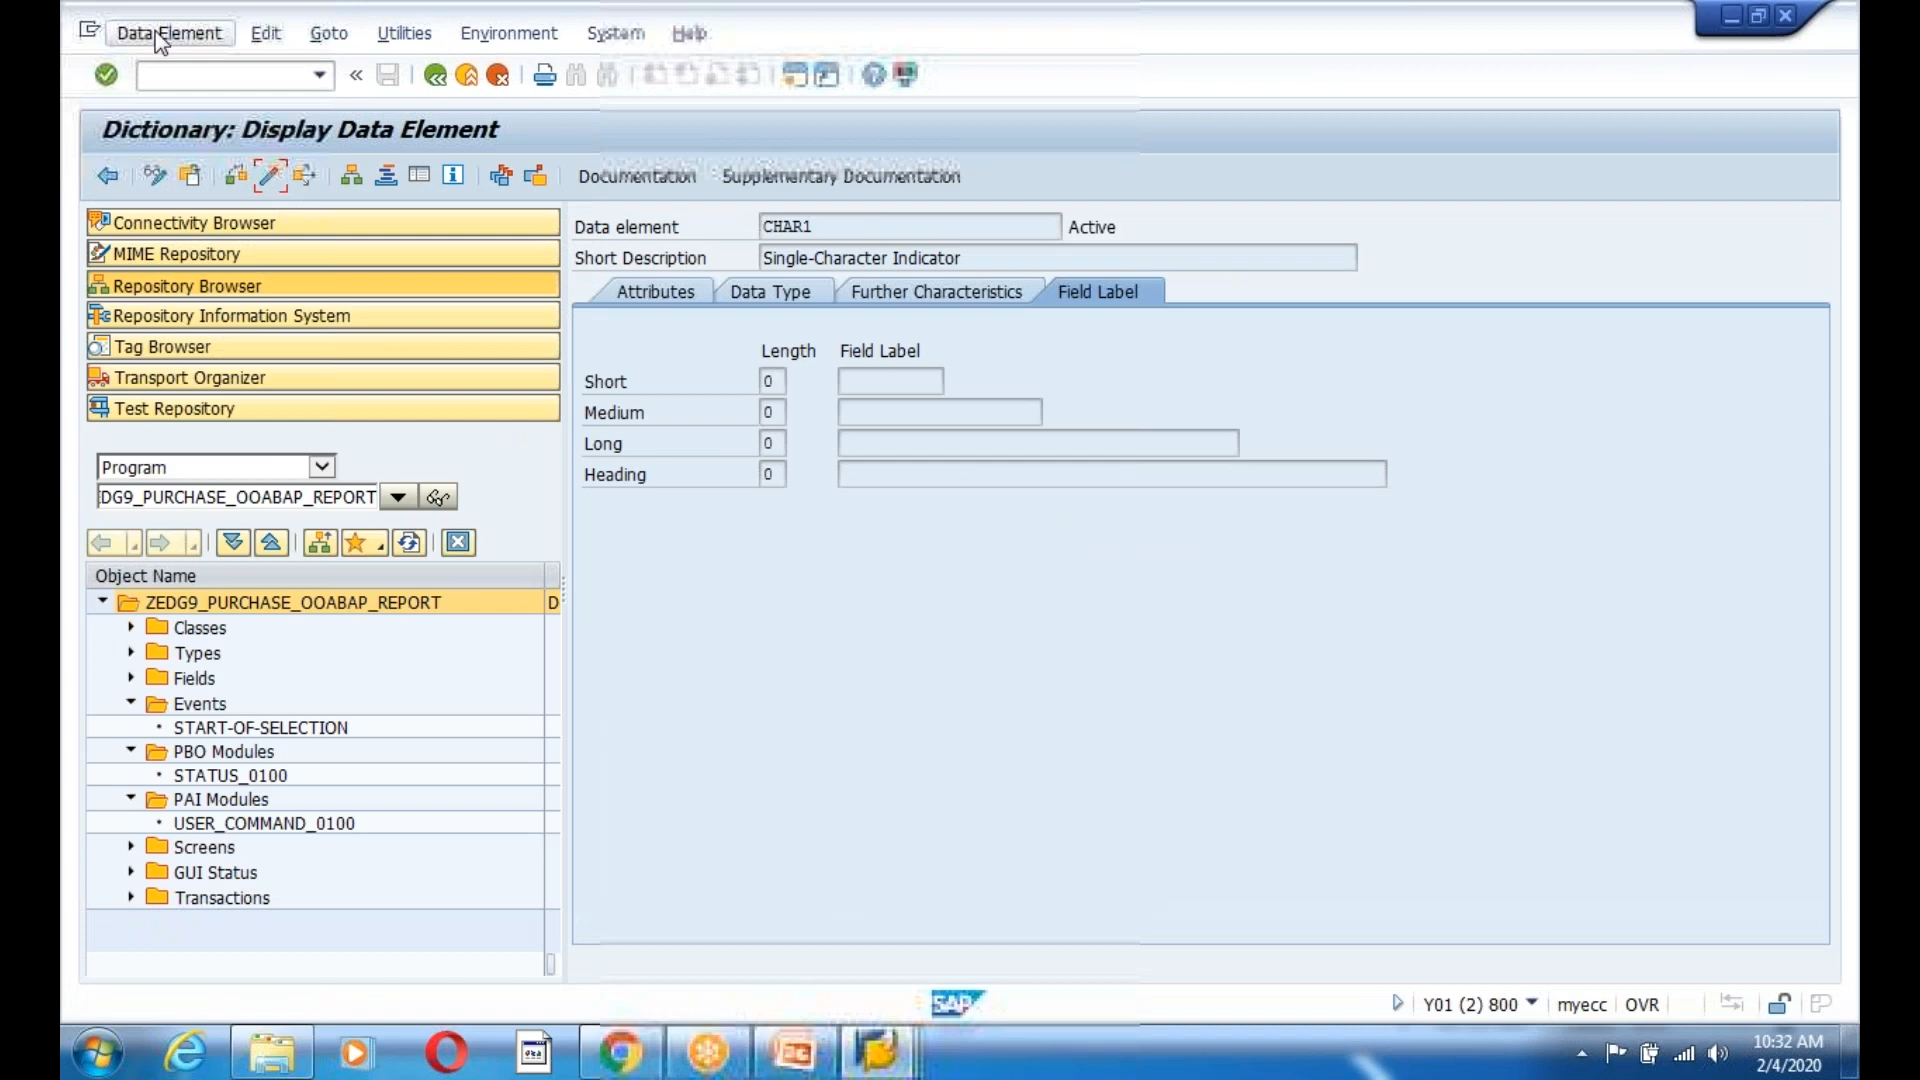 Data Element Edit Goto Utilities Environment System Help
Dictionary: Display Data Element
Documentation Supplementary Documentation
Connectivity Browser
MIME Repository
Repository Browser
Repository Information System
Tag Browser
Transport Organizer
Test Repository
Program
DG9_PURCHASE_OOABAP_REPORT
Object Name
ZEDG9_PURCHASE_OOABAP_REPORT D
Classes
Types
Fields
Events
START-OF-SELECTION
PBO Modules
STATUS_0100
PAI Modules
USER_COMMAND_0100
Screens
GUI Status
Transactions
Data element CHAR1 Active
Short Description Single-Character Indicator
Attributes Data Type Further Characteristics Field Label
Length Field Label
Short 0
Medium 0
Long 0
Heading 0
SAP
Y01 (2) 800 myecc OVR
10:32 AM
2/4/2020